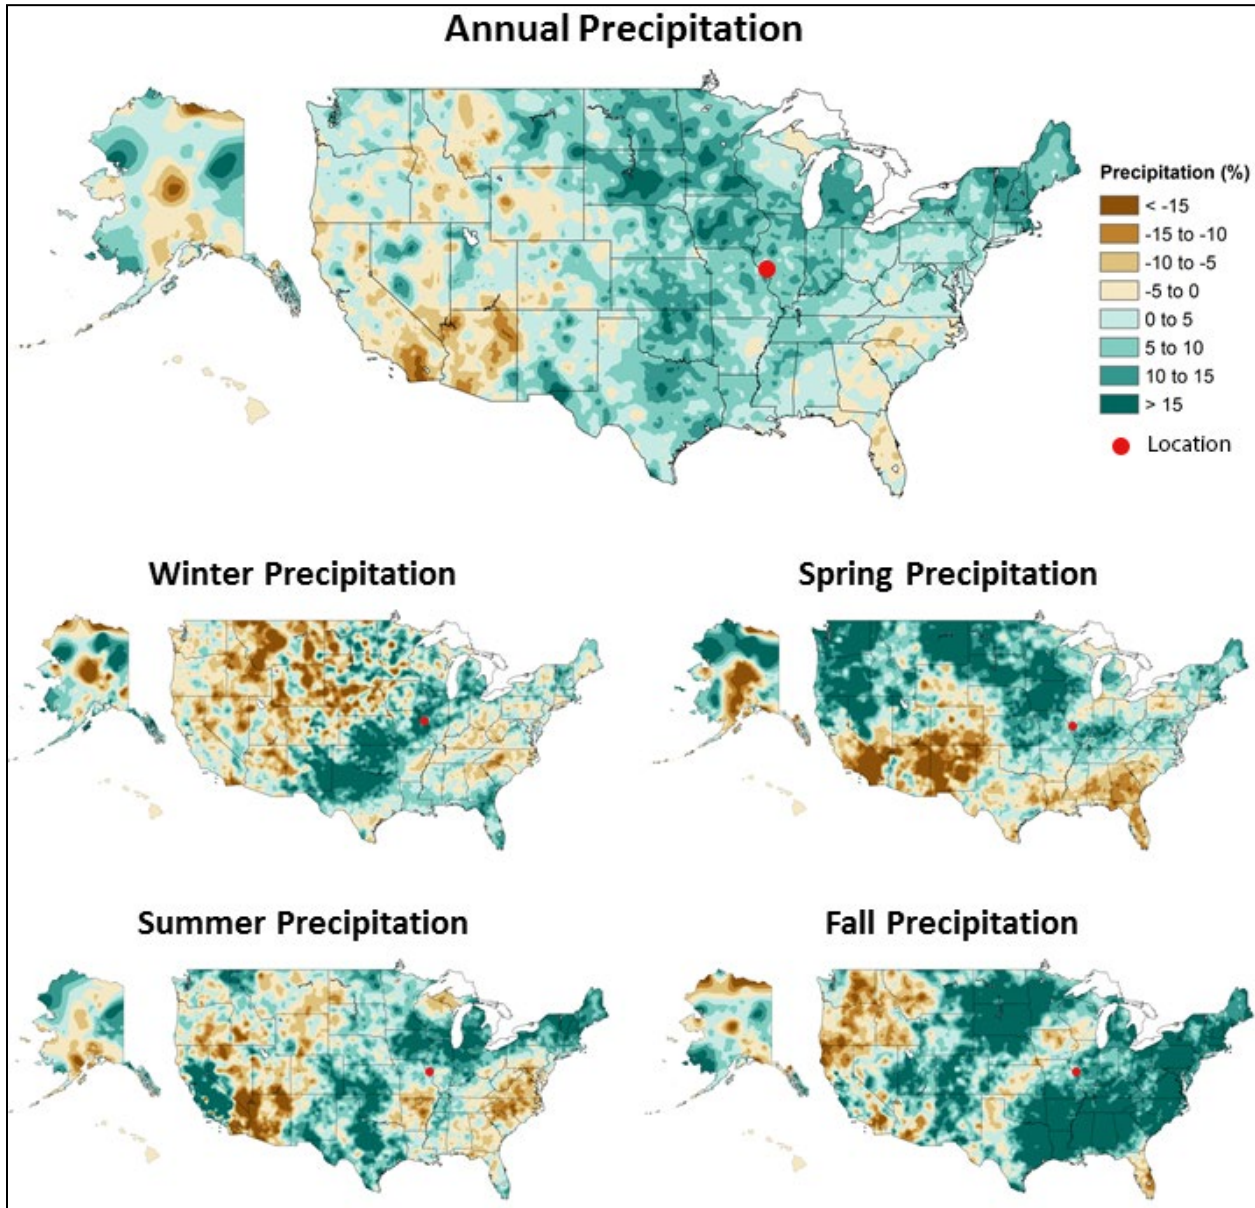 Annual Precipitation
Precipitation (%)
< -15
-15 to -10
-10 to -5
-5 to 0
0 to 5
5 to 10
10 to 15
> 15
Location
Winter Precipitation
Spring Precipitation
Summer Precipitation
Fall Precipitation